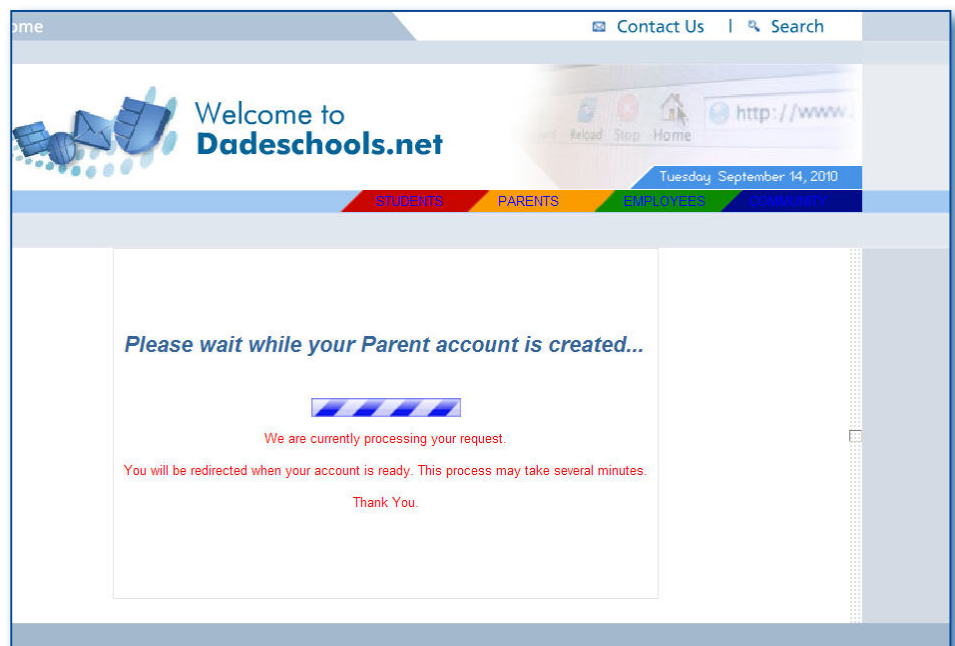 ome
Contact Us | Search
Welcome to
Dadeschools.net
Reload Stop Home
http://www.
Tuesday September 14, 2010
STUDENTS PARENTS EMPLOYEES COMMUNITY
Please wait while your Parent account is created...
We are currently processing your request.
You will be redirected when your account is ready. This process may take several minutes.
Thank You.